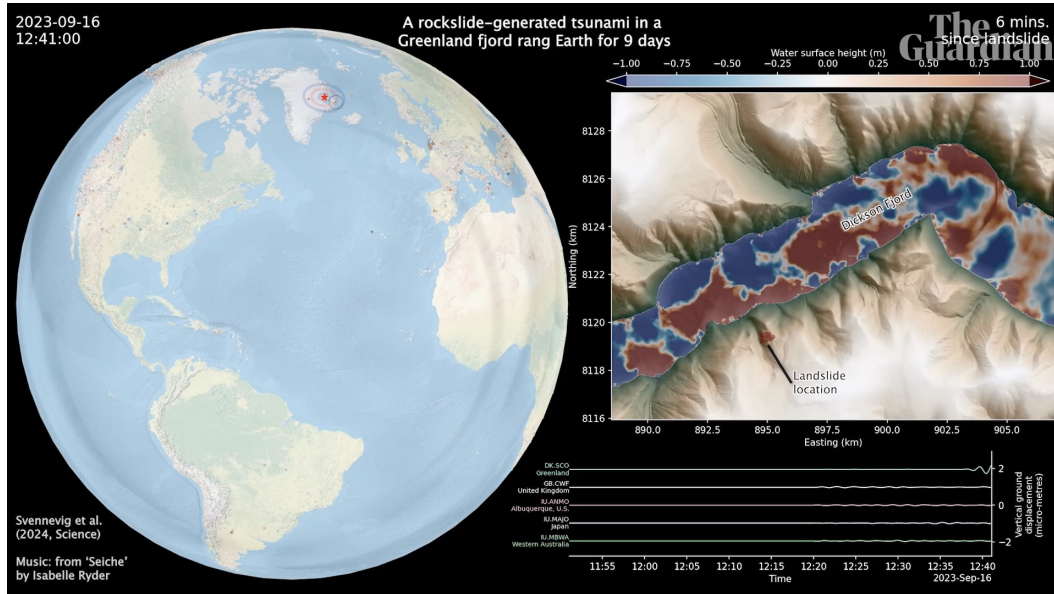 2023-09-16
12:41:00
A rockslide-generated tsunami in a
Greenland fjord rang Earth for 9 days
The
Guardian
6 mins.
since landslide
Water surface height (m)
−1.00 −0.75 −0.50 −0.25 0.00 0.25 0.50 0.75 1.00
Northing (km)
8128
8126
8124
8122
8120
8118
8116
Dickson Fjord
Landslide
location
890.0 892.5 895.0 897.5 900.0 902.5 905.0
Easting (km)
DK.SCO
Greenland
GB.CWF
United Kingdom
IU.ANMO
Albuquerque, U.S.
IU.MAJO
Japan
IU.MBWA
Western Australia
2
0
−2
Vertical ground
displacement
(micro-metres)
11:55 12:00 12:05 12:10 12:15 12:20 12:25 12:30 12:35 12:40
Time
2023-Sep-16
Svennevig et al.
(2024, Science)
Music: from ‘Seiche’
by Isabelle Ryder